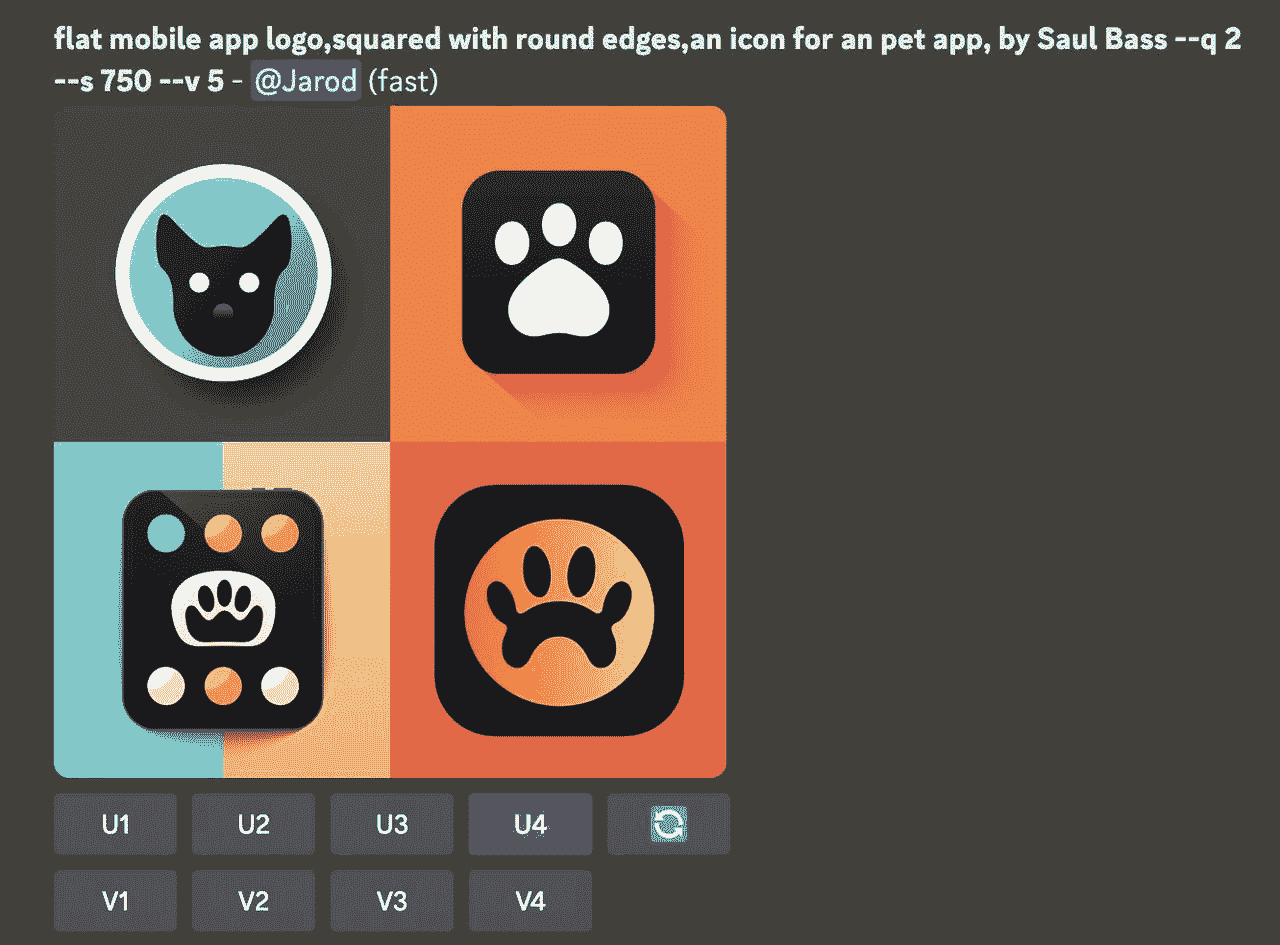 flat mobile app logo,squared with round edges,an icon for an pet app, by Saul Bass --q 2
--s 750 --v 5 - @Jarod (fast)
U1 U2 U3 U4
V1 V2 V3 V4